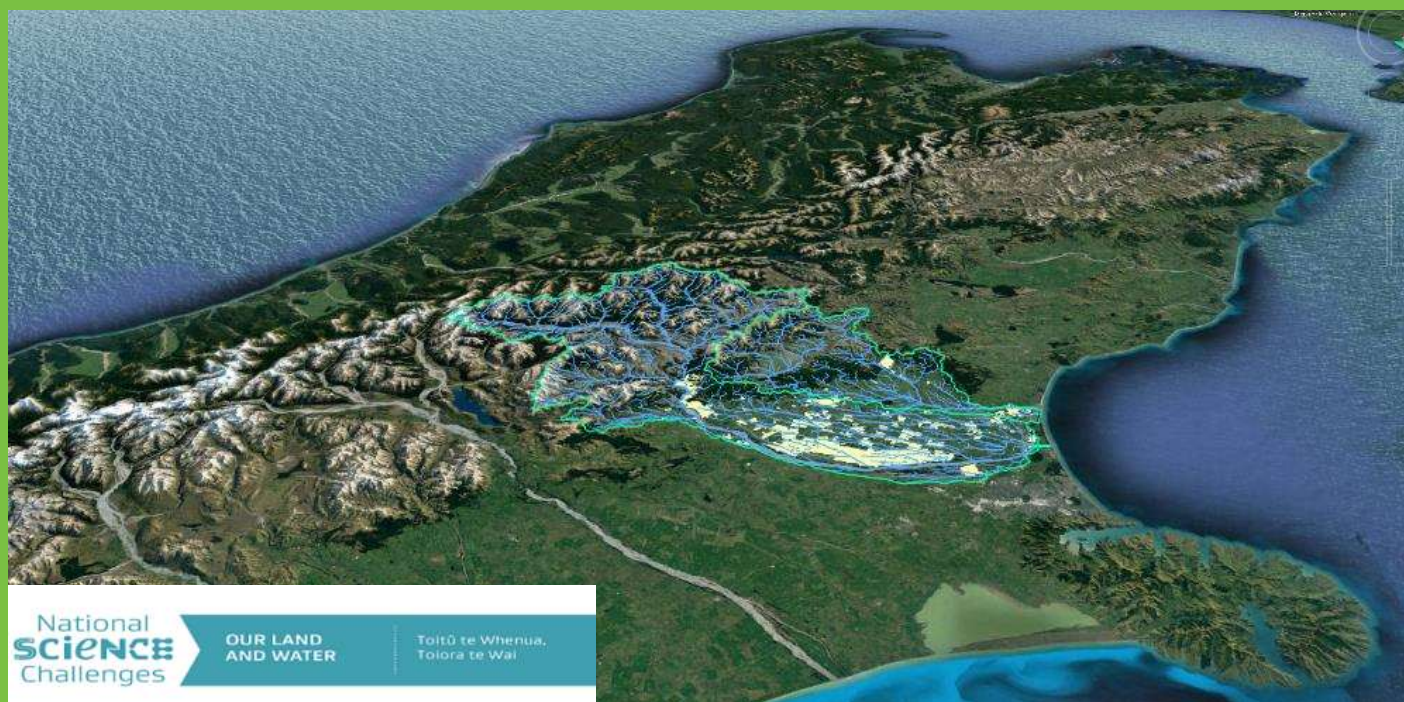 National
SCIENCE
Challenges
OUR LAND
AND WATER
Toitū te Whenua,
Toiora te Wai